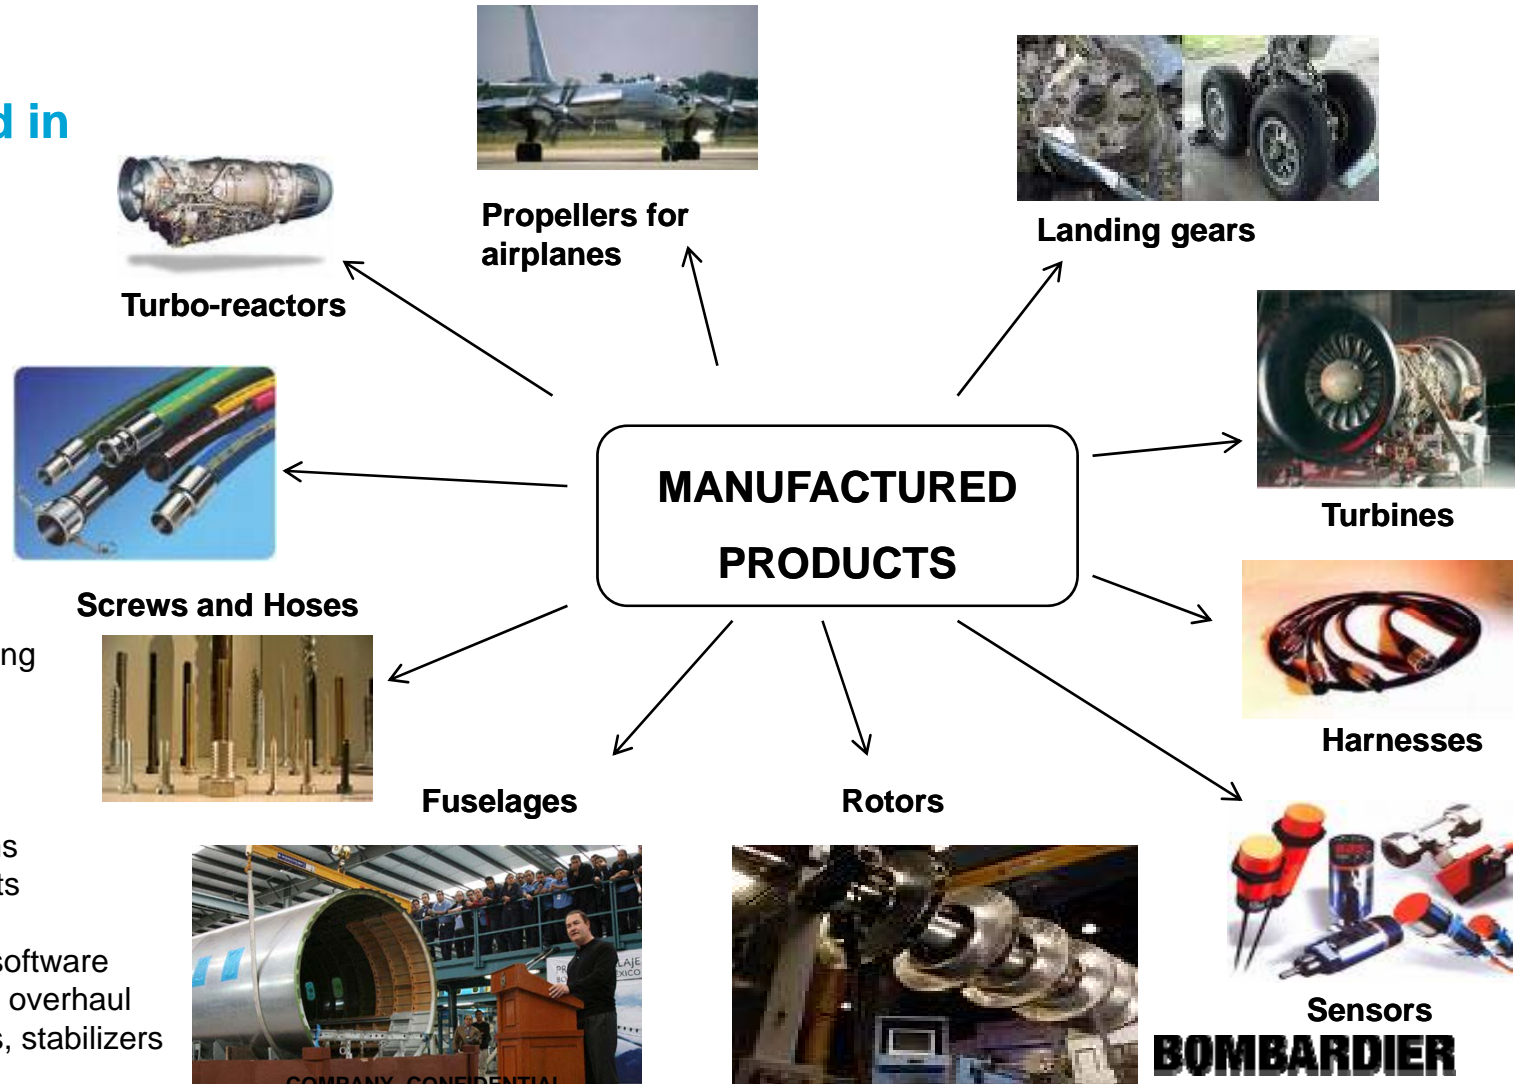 d in
Propellers for
airplanes
Landing gears
Turbo-reactors
MANUFACTURED
PRODUCTS
Turbines
Screws and Hoses
ng
Harnesses
Fuselages
Rotors
ns
ts
software
overhaul
s, stabilizers
Sensors
BOMBARDIER
COMPANY CONFIDENTIAL